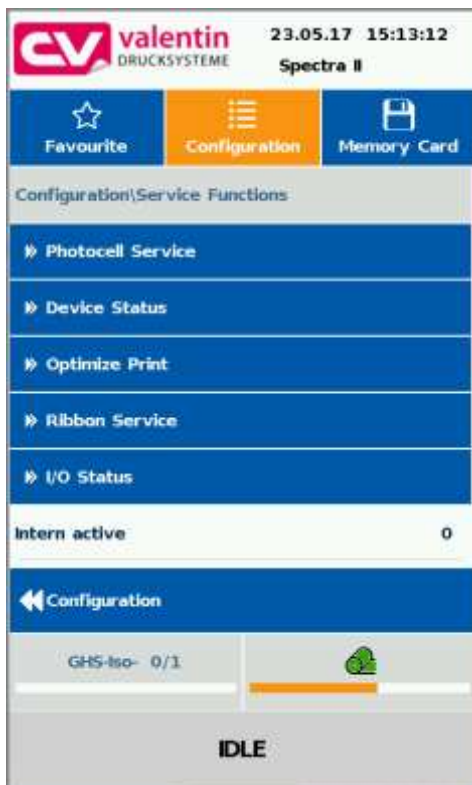 CV valentin
DRUCKSYSTEME
23.05.17 15:13:12
Spectra II
Favourite
Configuration
Memory Card
Configuration\Service Functions
Photocell Service
Device Status
Optimize Print
Ribbon Service
I/O Status
Intern active 0
Configuration
GHS-Iso- 0/1
IDLE